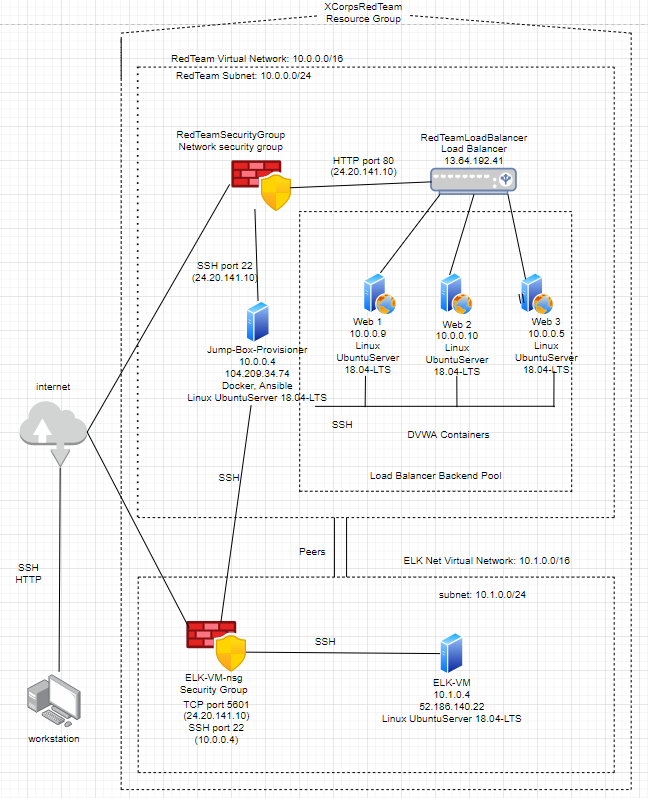 XCorpsRedTeam
Resource Group
RedTeam Virtual Network: 10.0.0.0/16
RedTeam Subnet: 10.0.0.0/24
RedTeamSecurityGroup
Network security group
HTTP port 80
(24.20.141.10)
RedTeamLoadBalancer
Load Balancer
13.64.192.41
SSH port 22
(24.20.141.10)
Jump-Box-Provisioner
10.0.0.4
104.209.34.74
Docker, Ansible
Linux UbuntuServer 18.04-LTS
Web 1
10.0.0.9
Linux
UbuntuServer
18.04-LTS
Web 2
10.0.0.10
Linux
UbuntuServer
18.04-LTS
Web 3
10.0.0.5
Linux
UbuntuServer
18.04-LTS
SSH
DVWA Containers
Load Balancer Backend Pool
internet
SSH
Peers
ELK Net Virtual Network: 10.1.0.0/16
subnet: 10.1.0.0/24
SSH
HTTP
workstation
ELK-VM-nsg
Security Group
TCP port 5601
(24.20.141.10)
SSH port 22
(10.0.0.4)
SSH
ELK-VM
10.1.0.4
52.186.140.22
Linux UbuntuServer 18.04-LTS